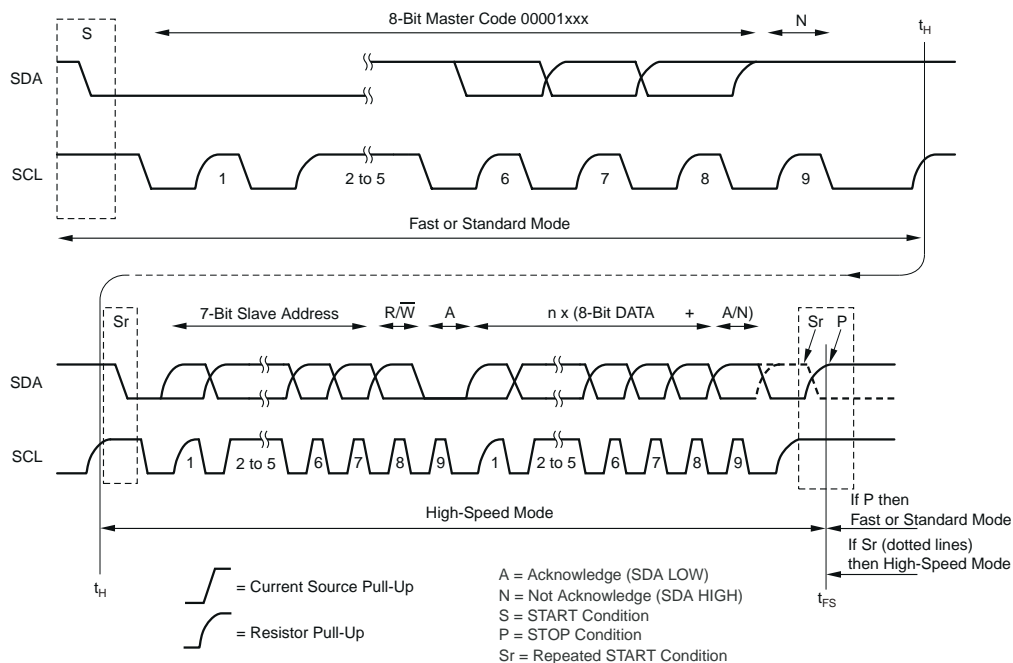 8-Bit Master Code 00001xxx
S
N
tH
SDA
SCL
1
2 to 5
6
7
8
9
Fast or Standard Mode
Sr
7-Bit Slave Address
R/W̅
A
n x (8-Bit DATA +
A/N)
Sr P
SDA
SCL
1
2 to 5
6
7
8
9
1
2 to 5
6
7
8
9
High-Speed Mode
If P then
Fast or Standard Mode
If Sr (dotted lines)
then High-Speed Mode
tH
tFS
= Current Source Pull-Up
= Resistor Pull-Up
A = Acknowledge (SDA LOW)
N = Not Acknowledge (SDA HIGH)
S = START Condition
P = STOP Condition
Sr = Repeated START Condition